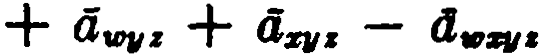 + ā_{wyz} + ā_{xyz} − ā_{wxyz}